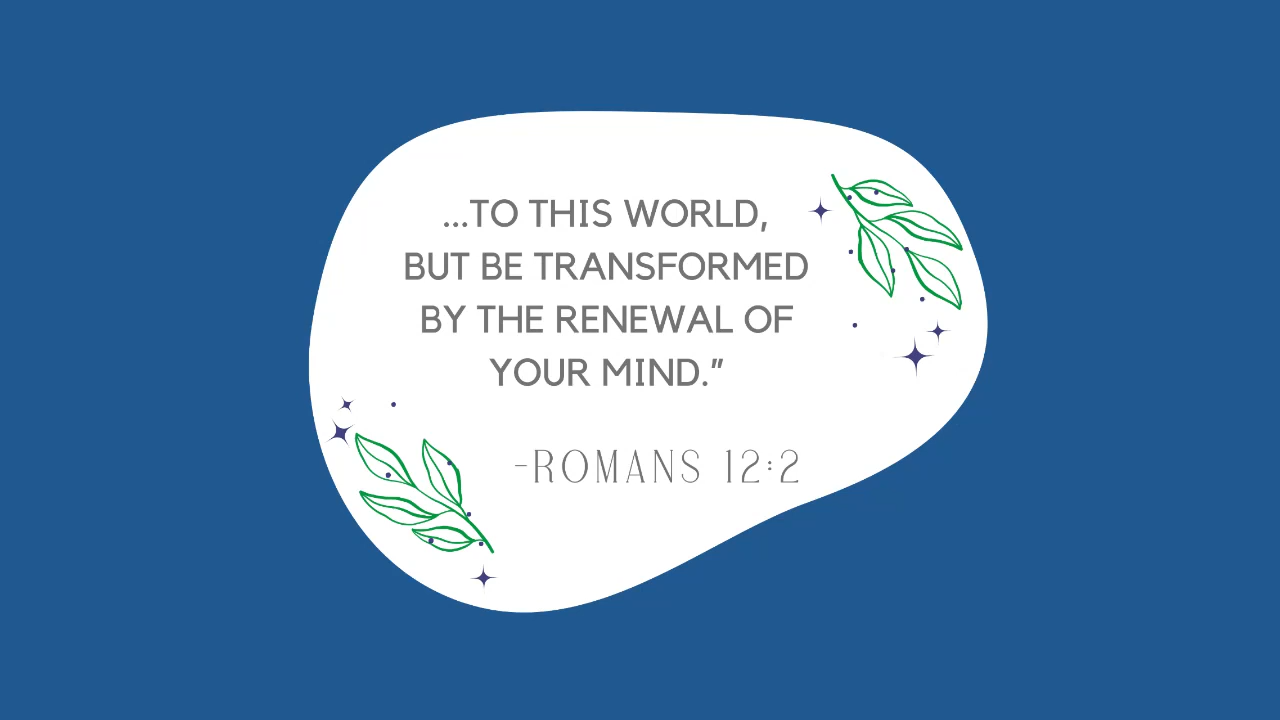 ...TO THIS WORLD,
BUT BE TRANSFORMED
BY THE RENEWAL OF
YOUR MIND.”
-ROMANS 12:2